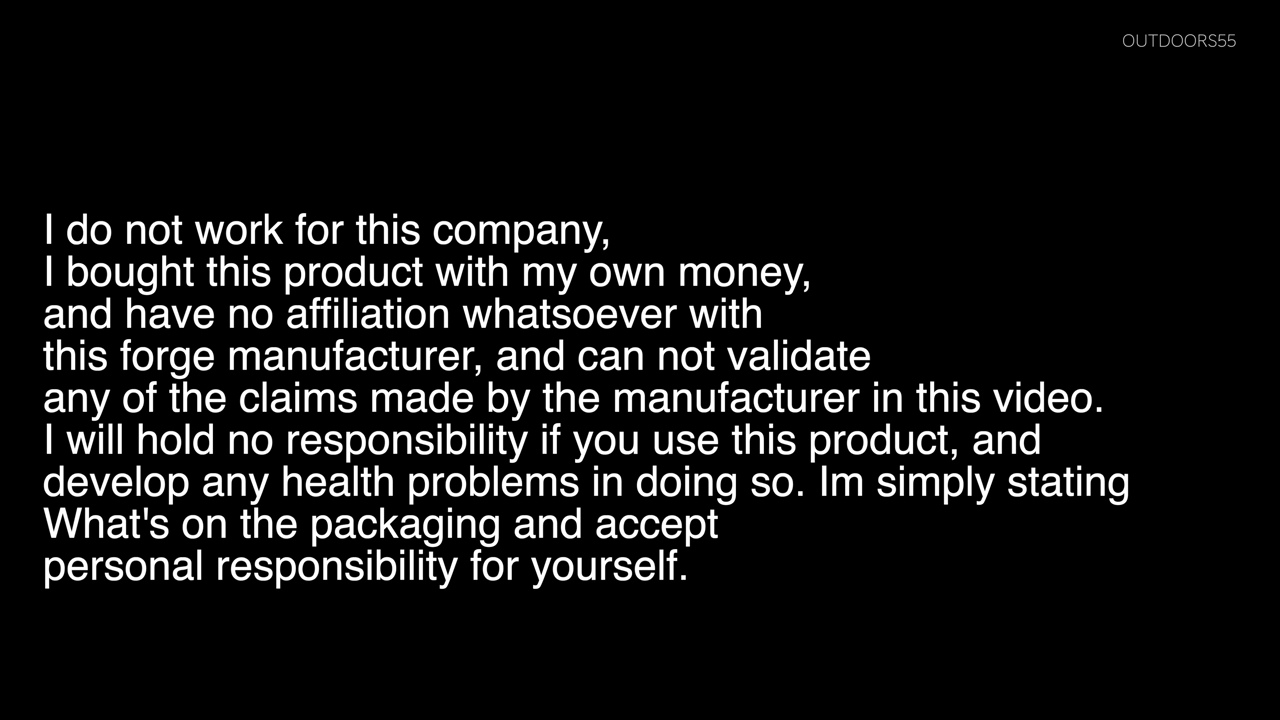 OUTDOORS55
I do not work for this company,
I bought this product with my own money,
and have no affiliation whatsoever with
this forge manufacturer, and can not validate
any of the claims made by the manufacturer in this video.
I will hold no responsibility if you use this product, and
develop any health problems in doing so. Im simply stating
What's on the packaging and accept
personal responsibility for yourself.